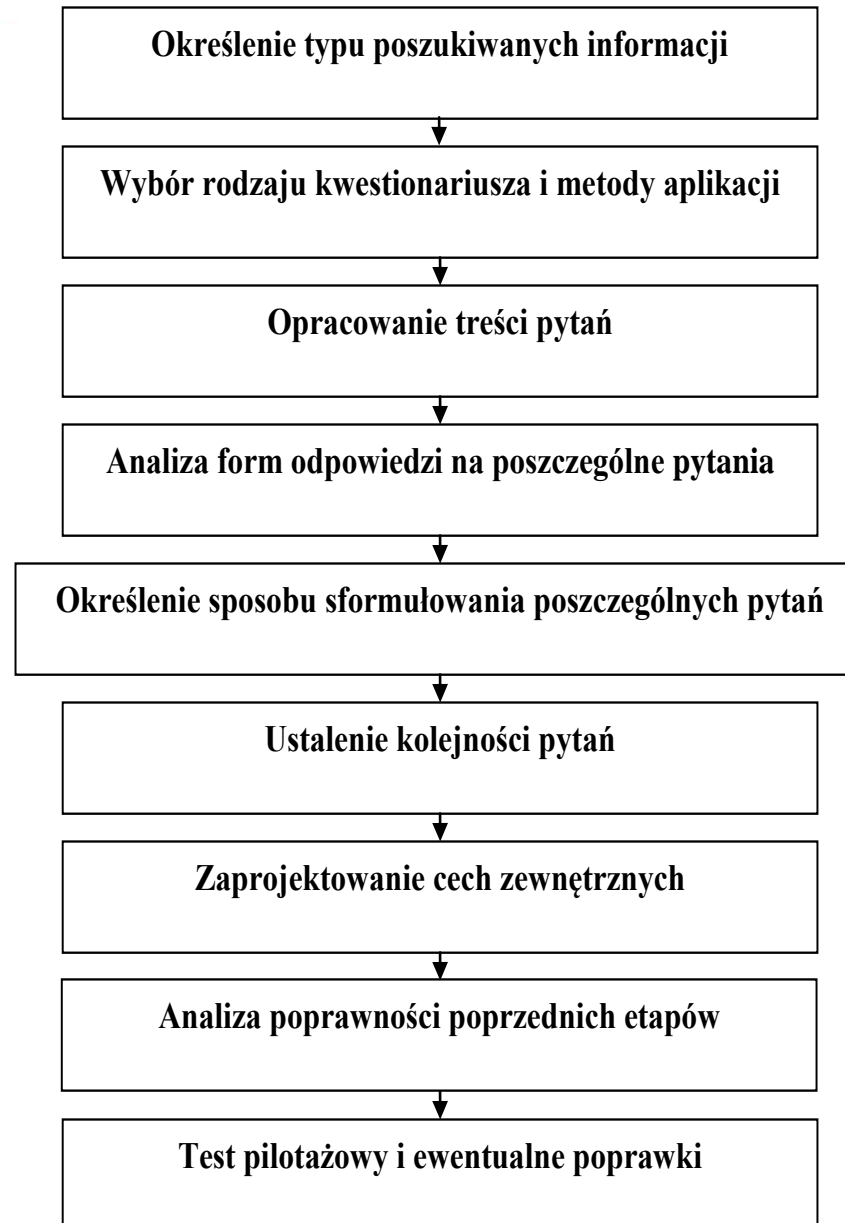 Określenie typu poszukiwanych informacji
Wybór rodzaju kwestionariusza i metody aplikacji
Opracowanie treści pytań
Analiza form odpowiedzi na poszczególne pytania
Określenie sposobu sformułowania poszczególnych pytań
Ustalenie kolejności pytań
Zaprojektowanie cech zewnętrznych
Analiza poprawności poprzednich etapów
Test pilotażowy i ewentualne poprawki